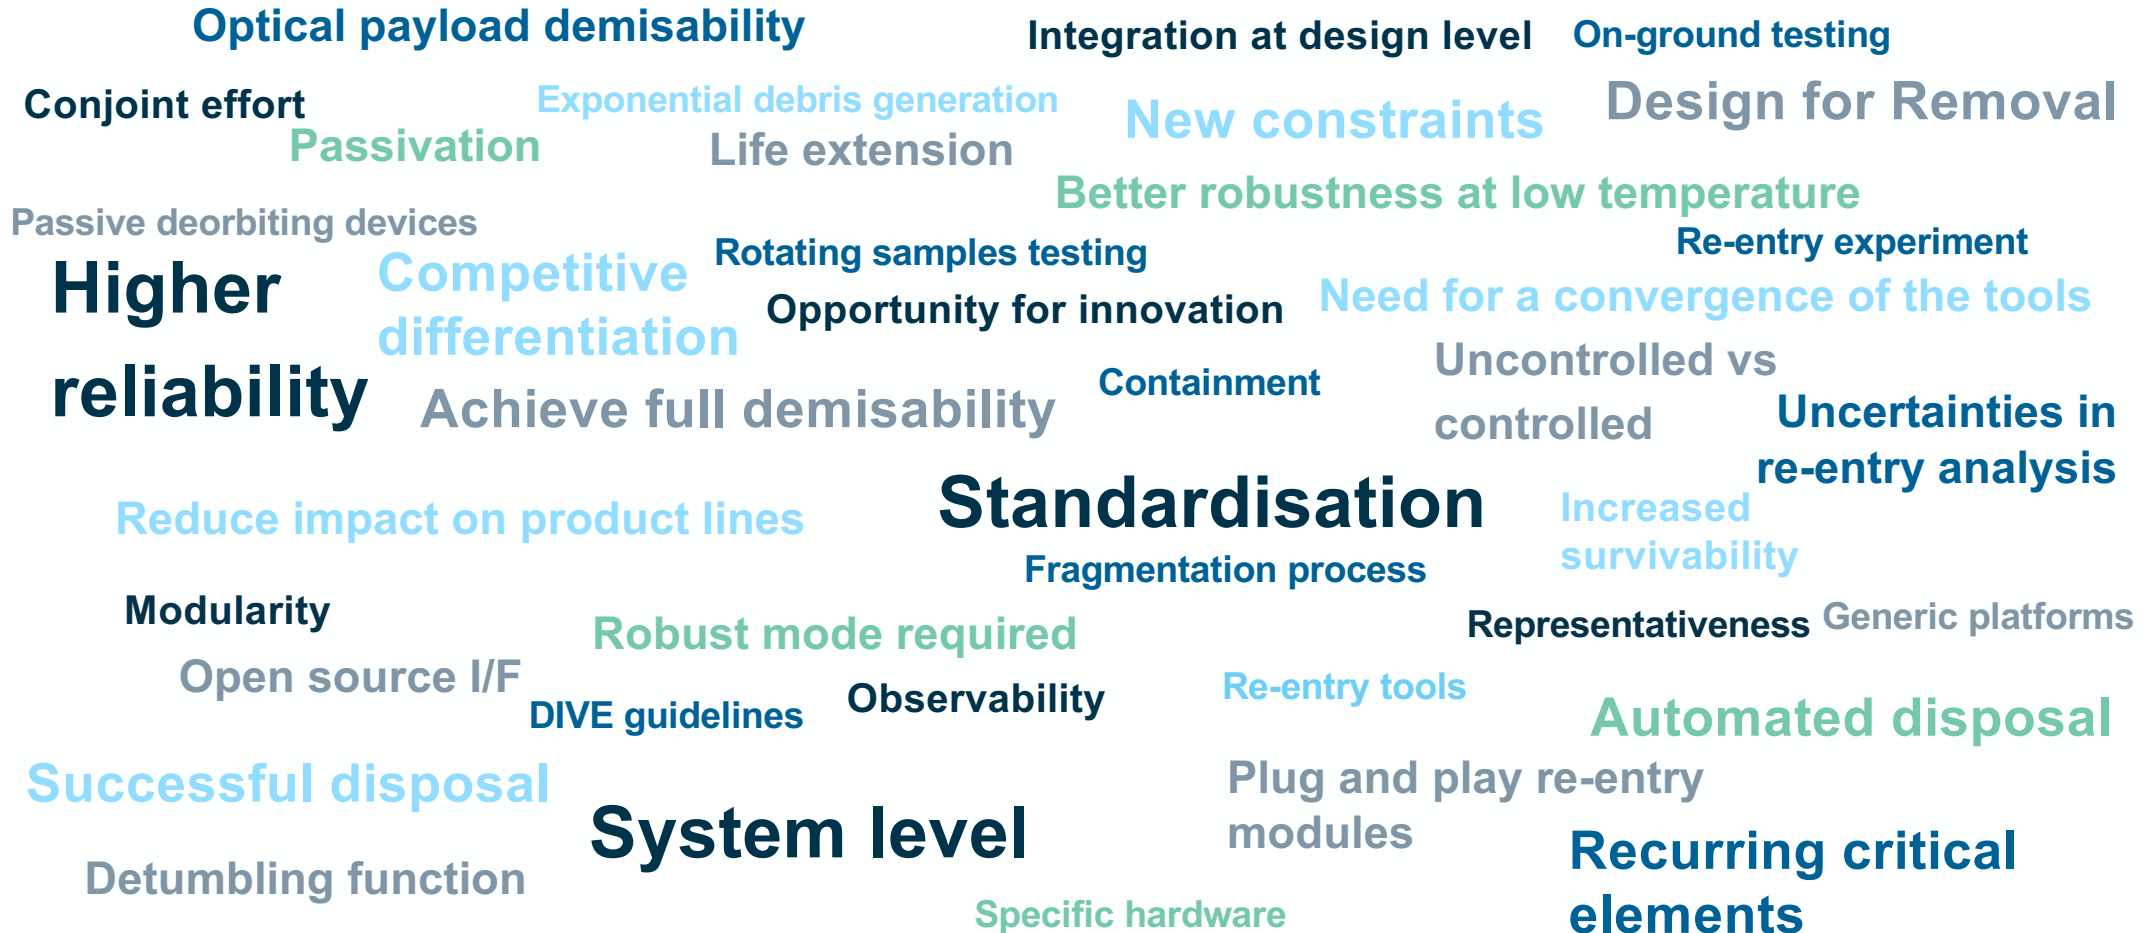 Optical payload demisability
Integration at design level
On-ground testing
Conjoint effort
Exponential debris generation
New constraints
Design for Removal
Passivation
Life extension
Better robustness at low temperature
Passive deorbiting devices
Rotating samples testing
Re-entry experiment
Higher
reliability
Competitive
differentiation
Opportunity for innovation
Need for a convergence of the tools
Achieve full demisability
Containment
Uncontrolled vs
controlled
Uncertainties in
re-entry analysis
Reduce impact on product lines
Standardisation
Increased
survivability
Fragmentation process
Modularity
Robust mode required
Representativeness
Generic platforms
Open source I/F
DIVE guidelines
Observability
Re-entry tools
Automated disposal
Successful disposal
System level
Plug and play re-entry
modules
Detumbling function
Recurring critical
elements
Specific hardware